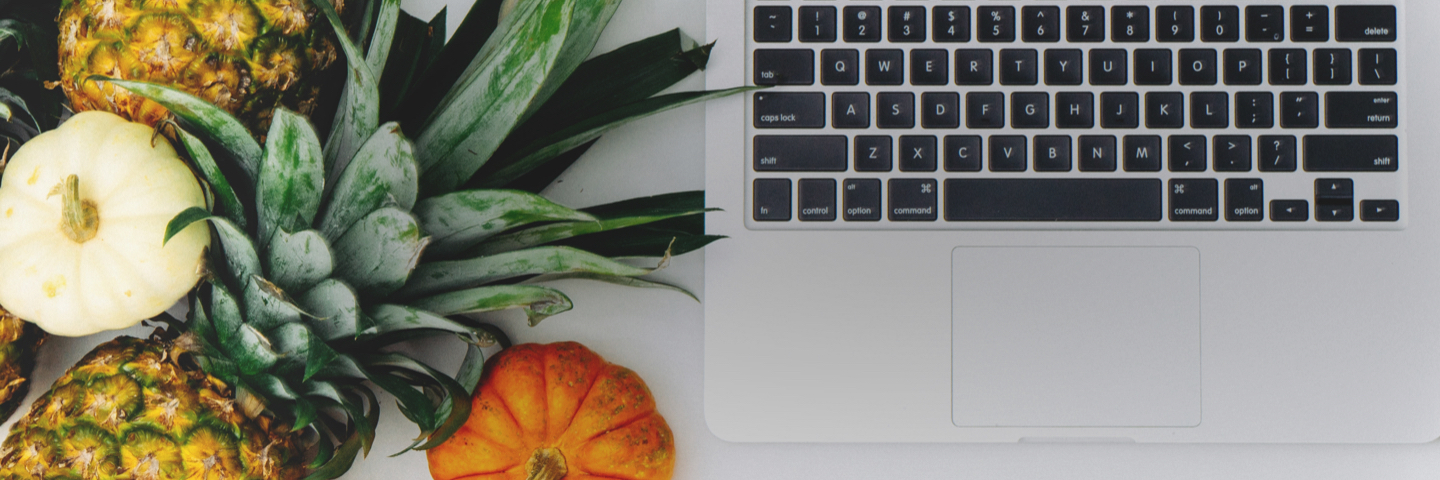 ~ ` ! 1 @ 2 # 3 $ 4 % 5 ^ 6 & 7 * 8 ( 9 ) 0 – - + = delete
tab Q W E R T Y U I O P { [ } ] | \
caps lock A S D F G H J K L : ; " ' enter return
shift Z X C V B N M < , > . ? / shift
fn control alt option ⌘ command ⌘ command alt option ◄ ▲ ▼ ►